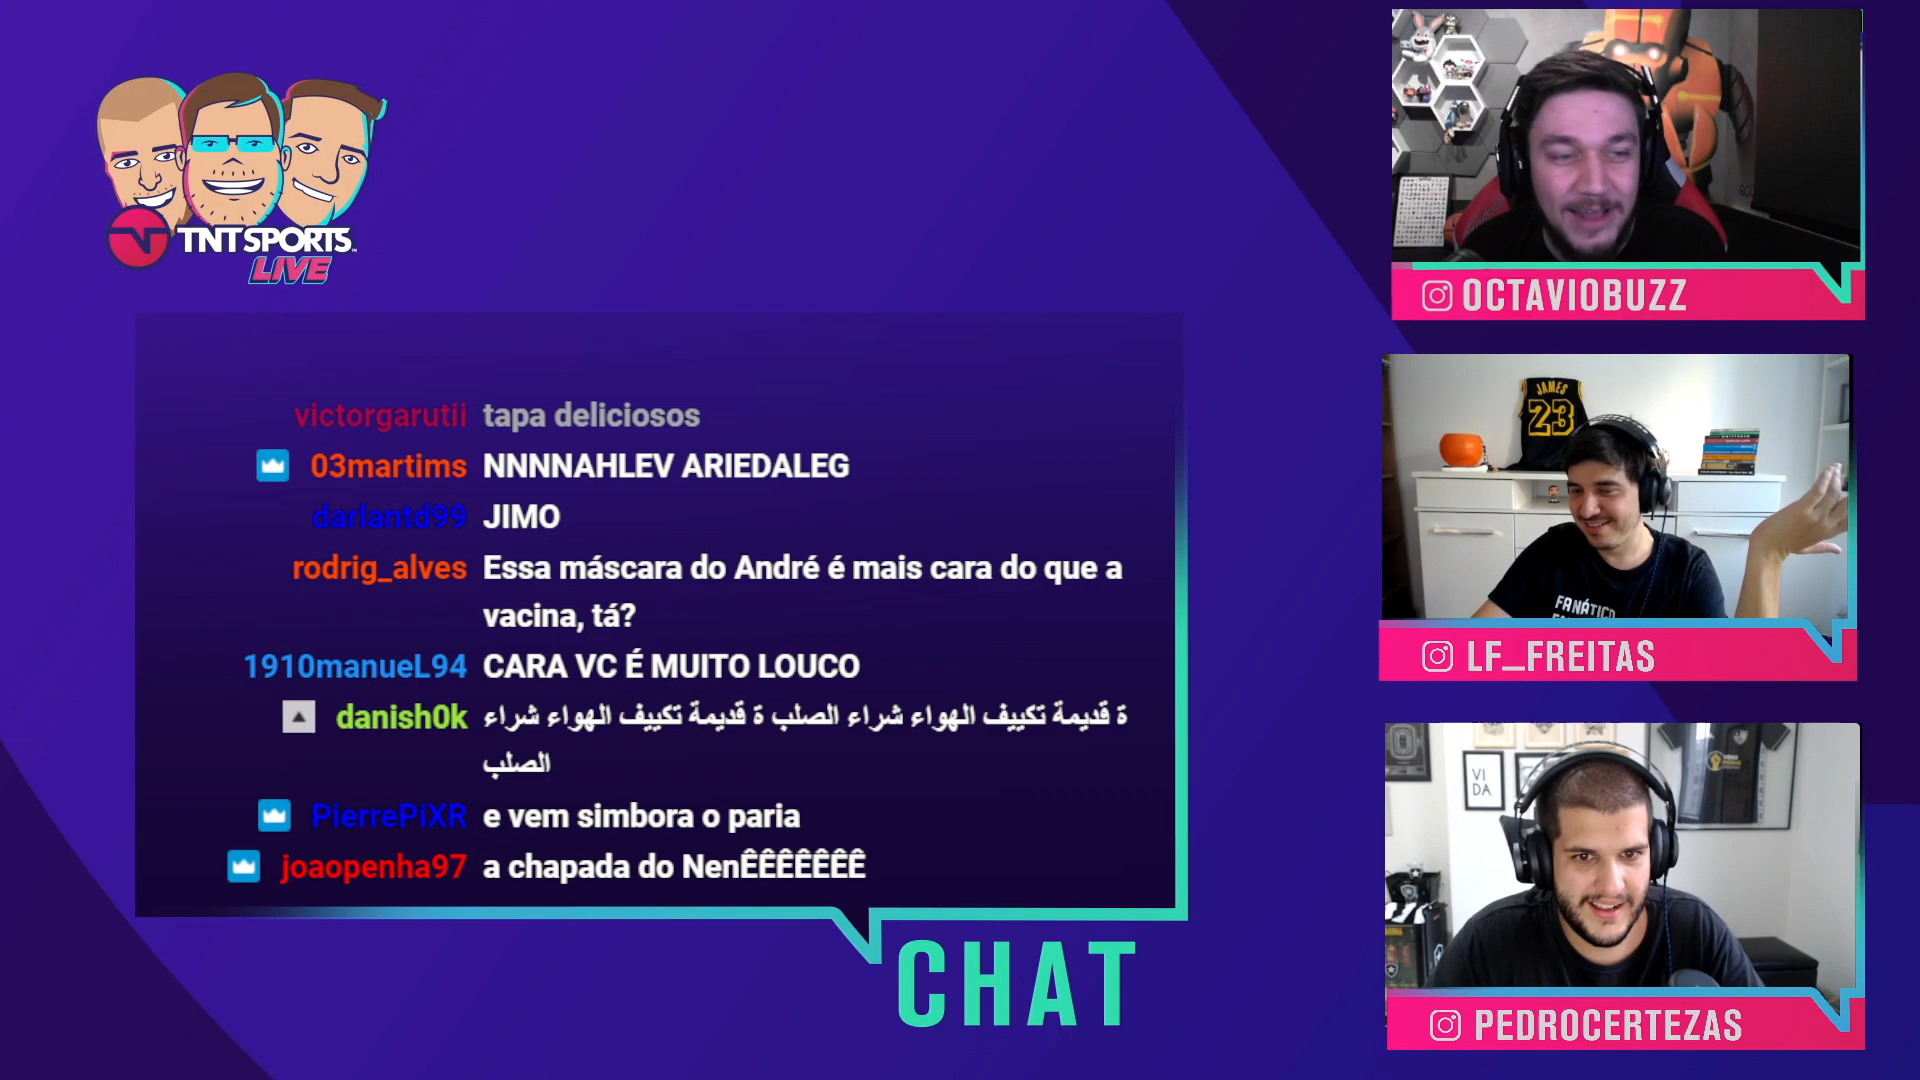 TNT SPORTS
LIVE
victorgarutii tapa deliciosos
03martims NNNNAHLEV ARIEDALEG
darlantd99 JIMO
rodrig_alves Essa máscara do André é mais cara do que a
vacina, tá?
1910manueL94 CARA VC É MUITO LOUCO
danish0k ة قديمة تكييف الهواء شراء الصلب ة قديمة تكييف الهواء شراء
الصلب
PierrePiXR e vem simbora o paria
joaopenha97 a chapada do NenÊÊÊÊÊÊÊ
CHAT
OCTAVIOBUZZ
JAMES
23
FANÁTICO
LF_FREITAS
VI
DA
PEDROCERTEZAS